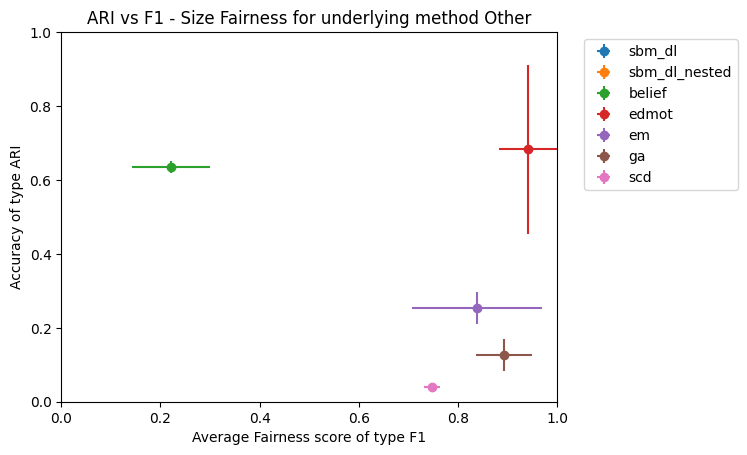 ARI vs F1 - Size Fairness for underlying method Other
1.0
0.8
0.6
0.4
0.2
0.0
Accuracy of type ARI
0.0 0.2 0.4 0.6 0.8 1.0
Average Fairness score of type F1
sbm_dl
sbm_dl_nested
belief
edmot
em
ga
scd